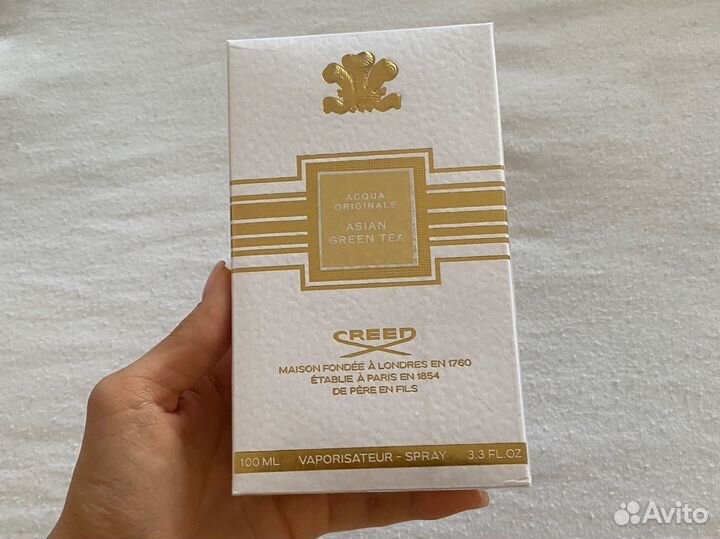 ACQUA
ORIGINALE
ASIAN
GREEN TEA
CREED
MAISON FONDÉE À LONDRES EN 1760
ÉTABLIE À PARIS EN 1854
DE PÈRE EN FILS
100 ML VAPORISATEUR - SPRAY 3.3 FL.OZ
Avito